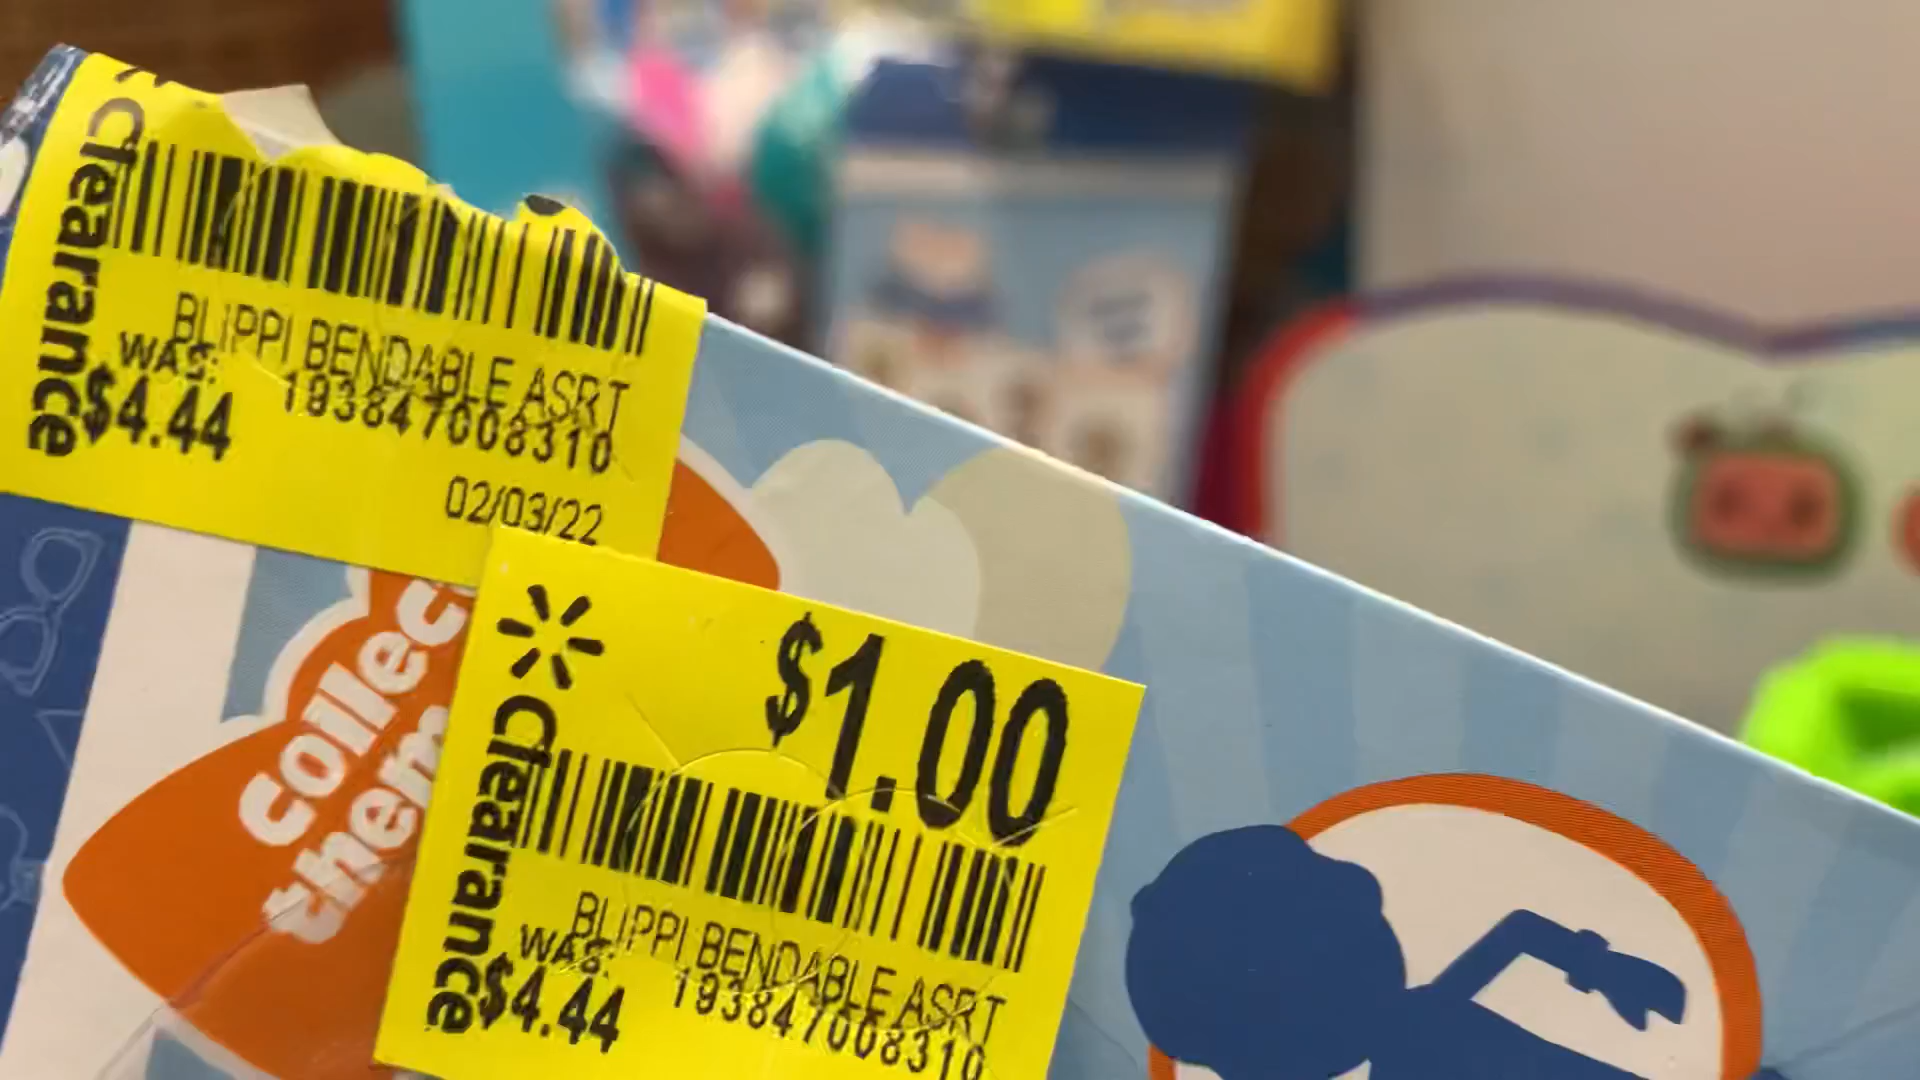 Clearance
BLIPPI BENDABLE ASRT
WAS:
$4.44
193847008310
02/03/22
collec
them
$1.00
Clearance
BLIPPI BENDABLE ASRT
WAS:
$4.44
193847008310